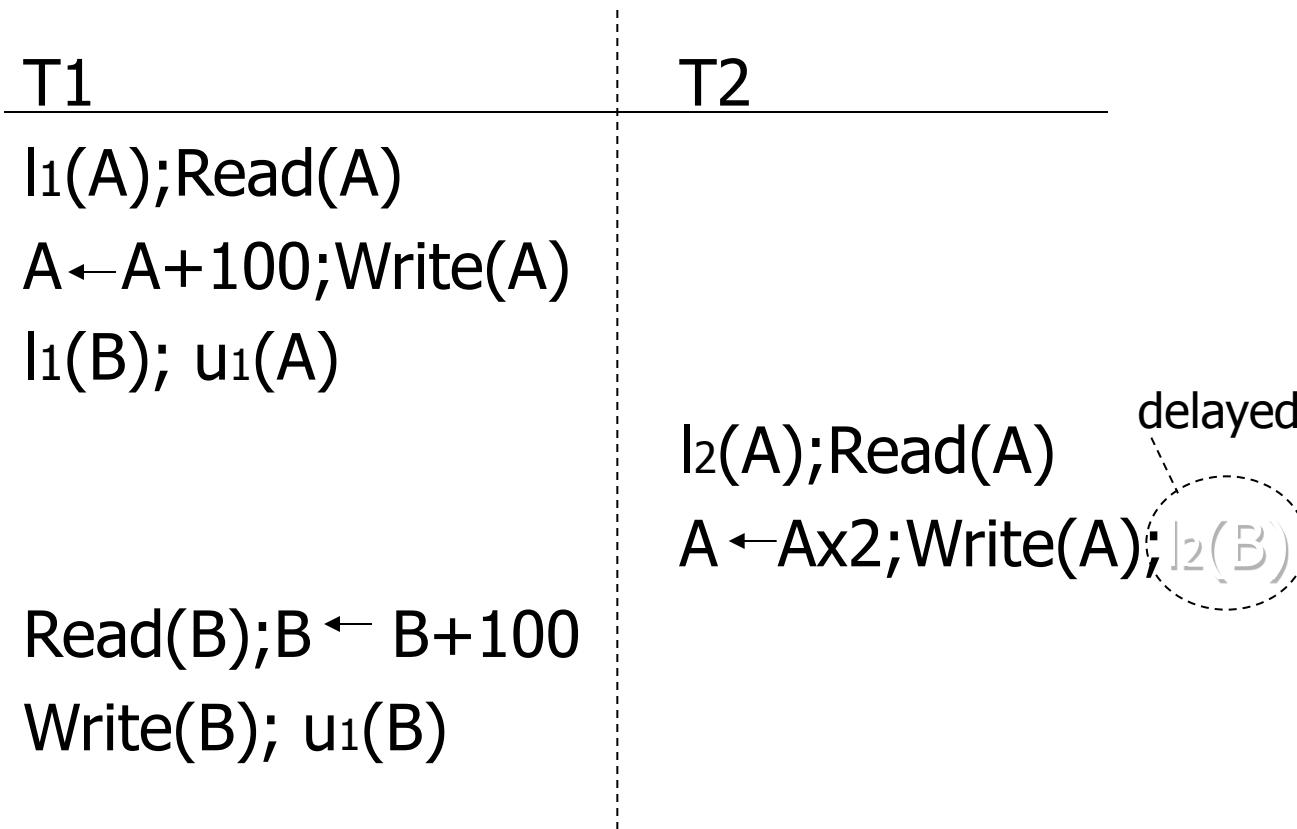 T1 T2
l1(A);Read(A)
A←A+100;Write(A)
l1(B); u1(A)
delayed
l2(A);Read(A)
A←Ax2;Write(A);l2(B)
Read(B);B← B+100
Write(B); u1(B)